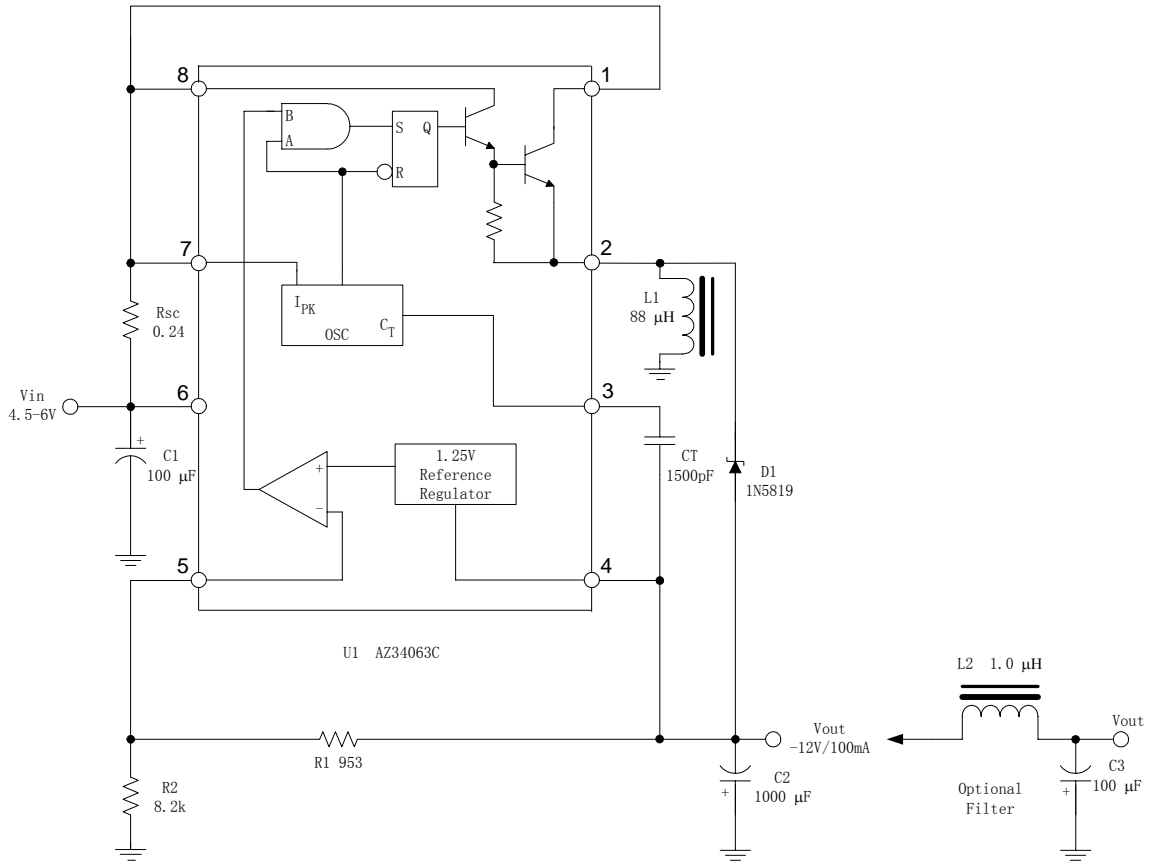 8
1
B
A
S
Q
R
7
2
I_PK
OSC
C_T
L1
88 μH
Rsc
0.24
Vin
4.5-6V
6
3
+
C1
100 μF
1.25V
Reference
Regulator
+
−
CT
1500pF
D1
1N5819
5
4
U1 AZ34063C
L2 1.0 μH
Vout
-12V/100mA
Vout
R1 953
R2
8.2k
+
C2
1000 μF
Optional
Filter
+
C3
100 μF